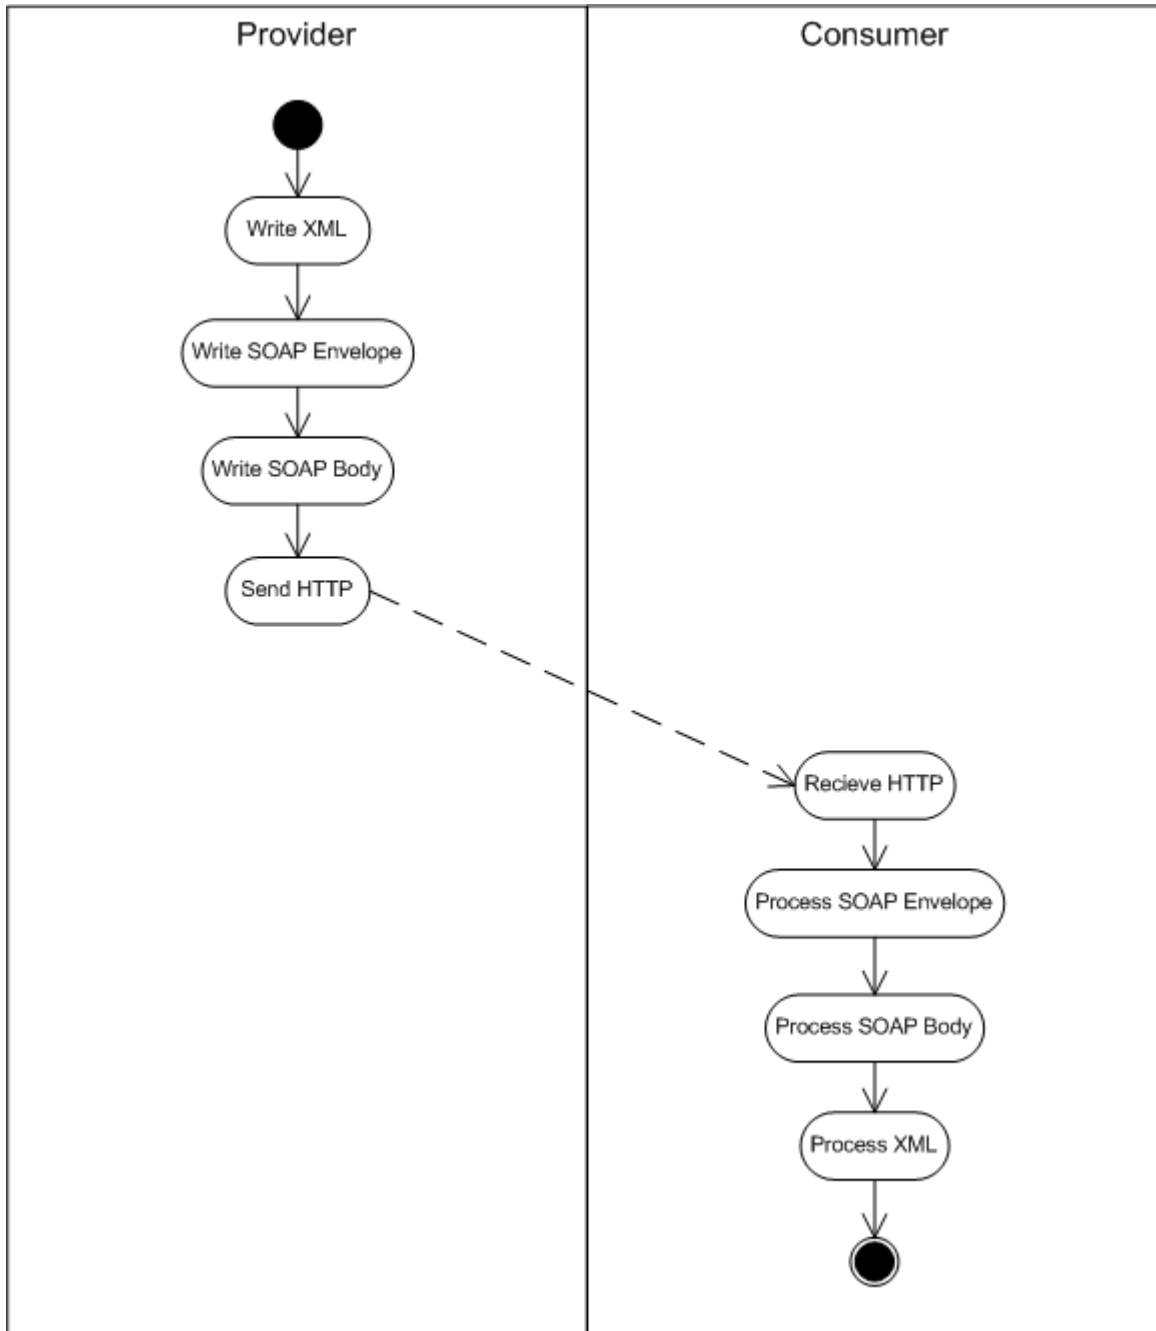 Provider
Consumer
Write XML
Write SOAP Envelope
Write SOAP Body
Send HTTP
Recieve HTTP
Process SOAP Envelope
Process SOAP Body
Process XML